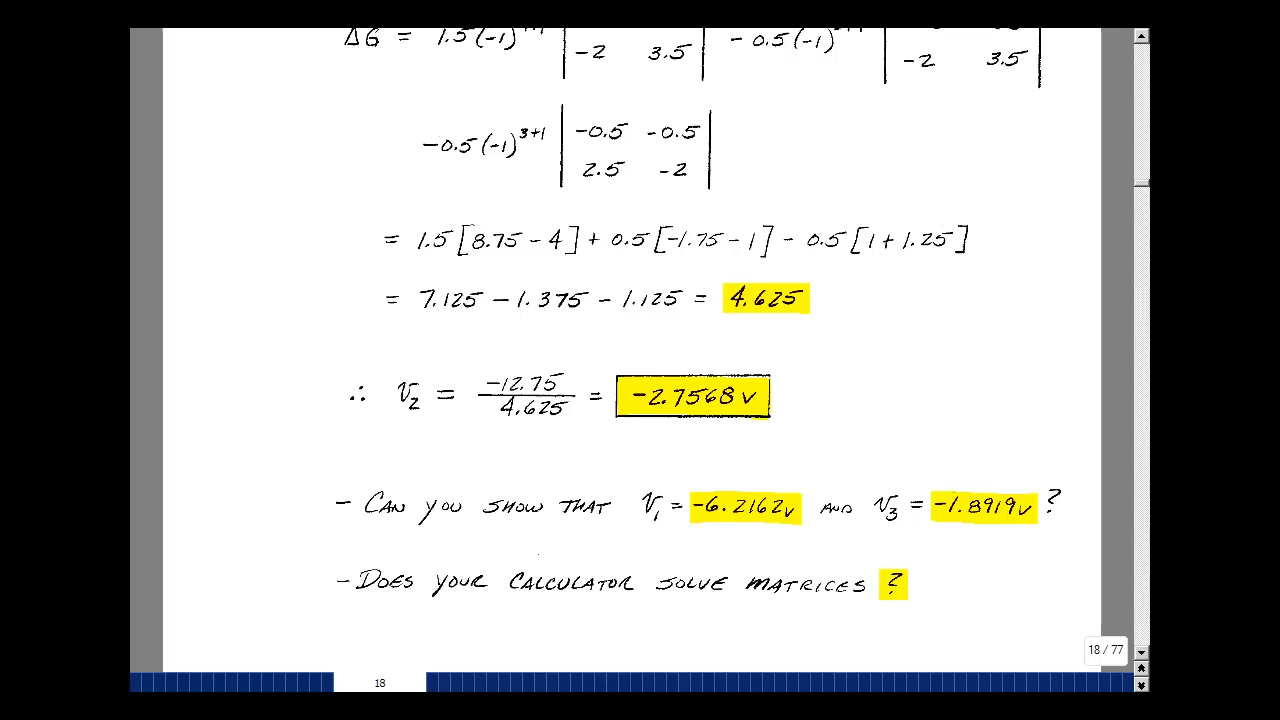 ΔG = 1.5(-1) | -2 3.5 | - 0.5(-1) | -2 3.5 |
-0.5(-1)^3+1 | -0.5 -0.5 |
| 2.5 -2 |
= 1.5[8.75 - 4] + 0.5[-1.75 - 1] - 0.5[1 + 1.25]
= 7.125 - 1.375 - 1.125 = 4.625
∴ V2 = -12.75 / 4.625 = -2.7568 V
- CAN YOU SHOW THAT V1 = -6.2162V AND V3 = -1.8919V ?
- DOES YOUR CALCULATOR SOLVE MATRICES ?
18 / 77
18